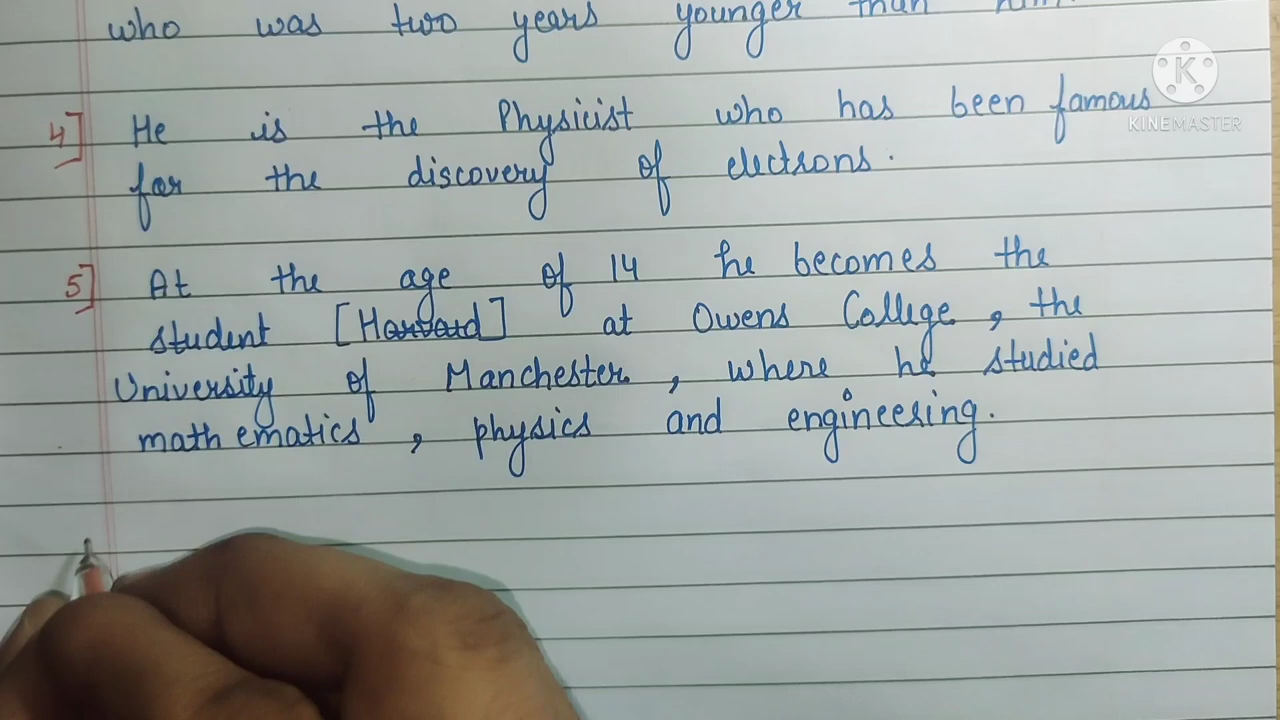 who was two years younger than him.
K
KINEMASTER
4] He is the Physicist who has been famous
for the discovery of electrons.
5] At the age of 14 he becomes the
student [Harvard] at Owens College, the
University of Manchester, where he studied
mathematics, physics and engineering.